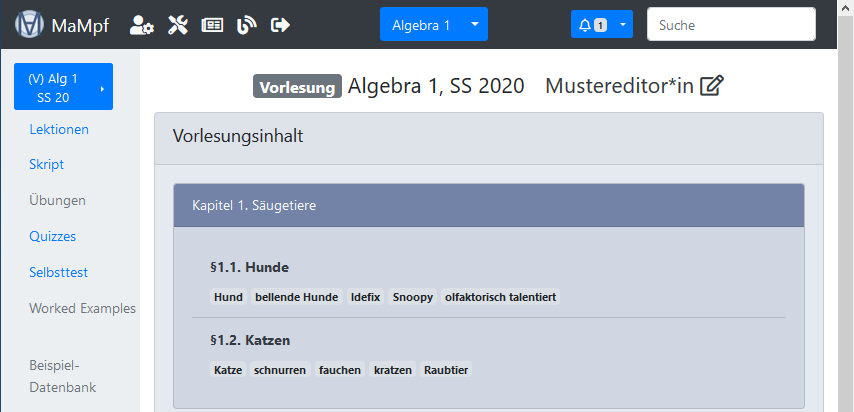 MaMpf
Algebra 1
1
Suche
(V) Alg 1
SS 20
Lektionen
Skript
Übungen
Quizzes
Selbsttest
Worked Examples
Beispiel-
Datenbank
Vorlesung Algebra 1, SS 2020 Mustereditor*in
Vorlesungsinhalt
Kapitel 1. Säugetiere
§1.1. Hunde
Hund bellende Hunde Idefix Snoopy olfaktorisch talentiert
§1.2. Katzen
Katze schnurren fauchen kratzen Raubtier